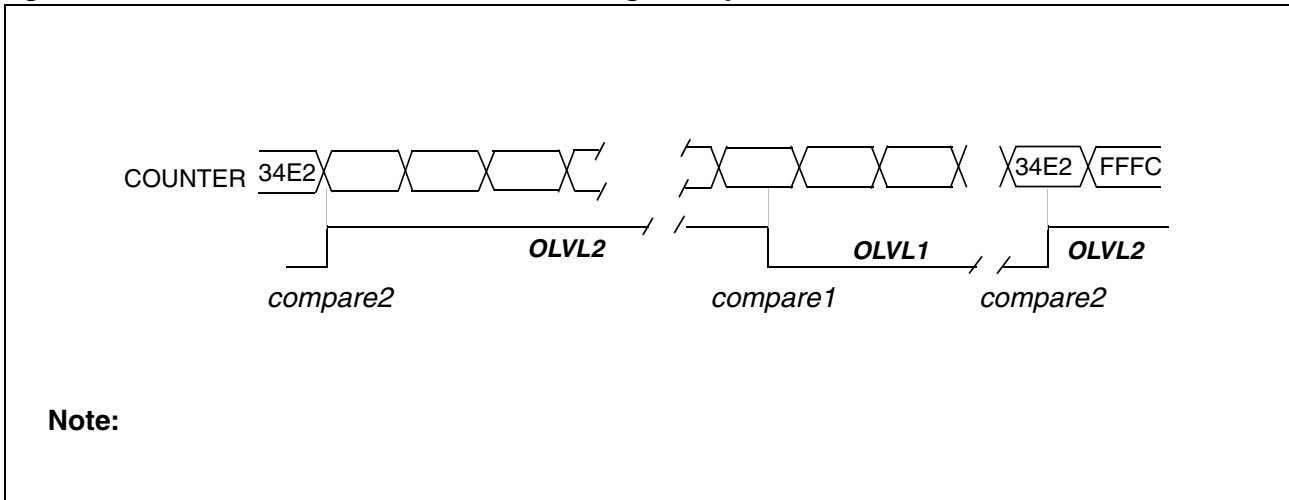 COUNTER 34E2 34E2 FFFC
OLVL2 OLVL1 OLVL2
compare2 compare1 compare2
Note: